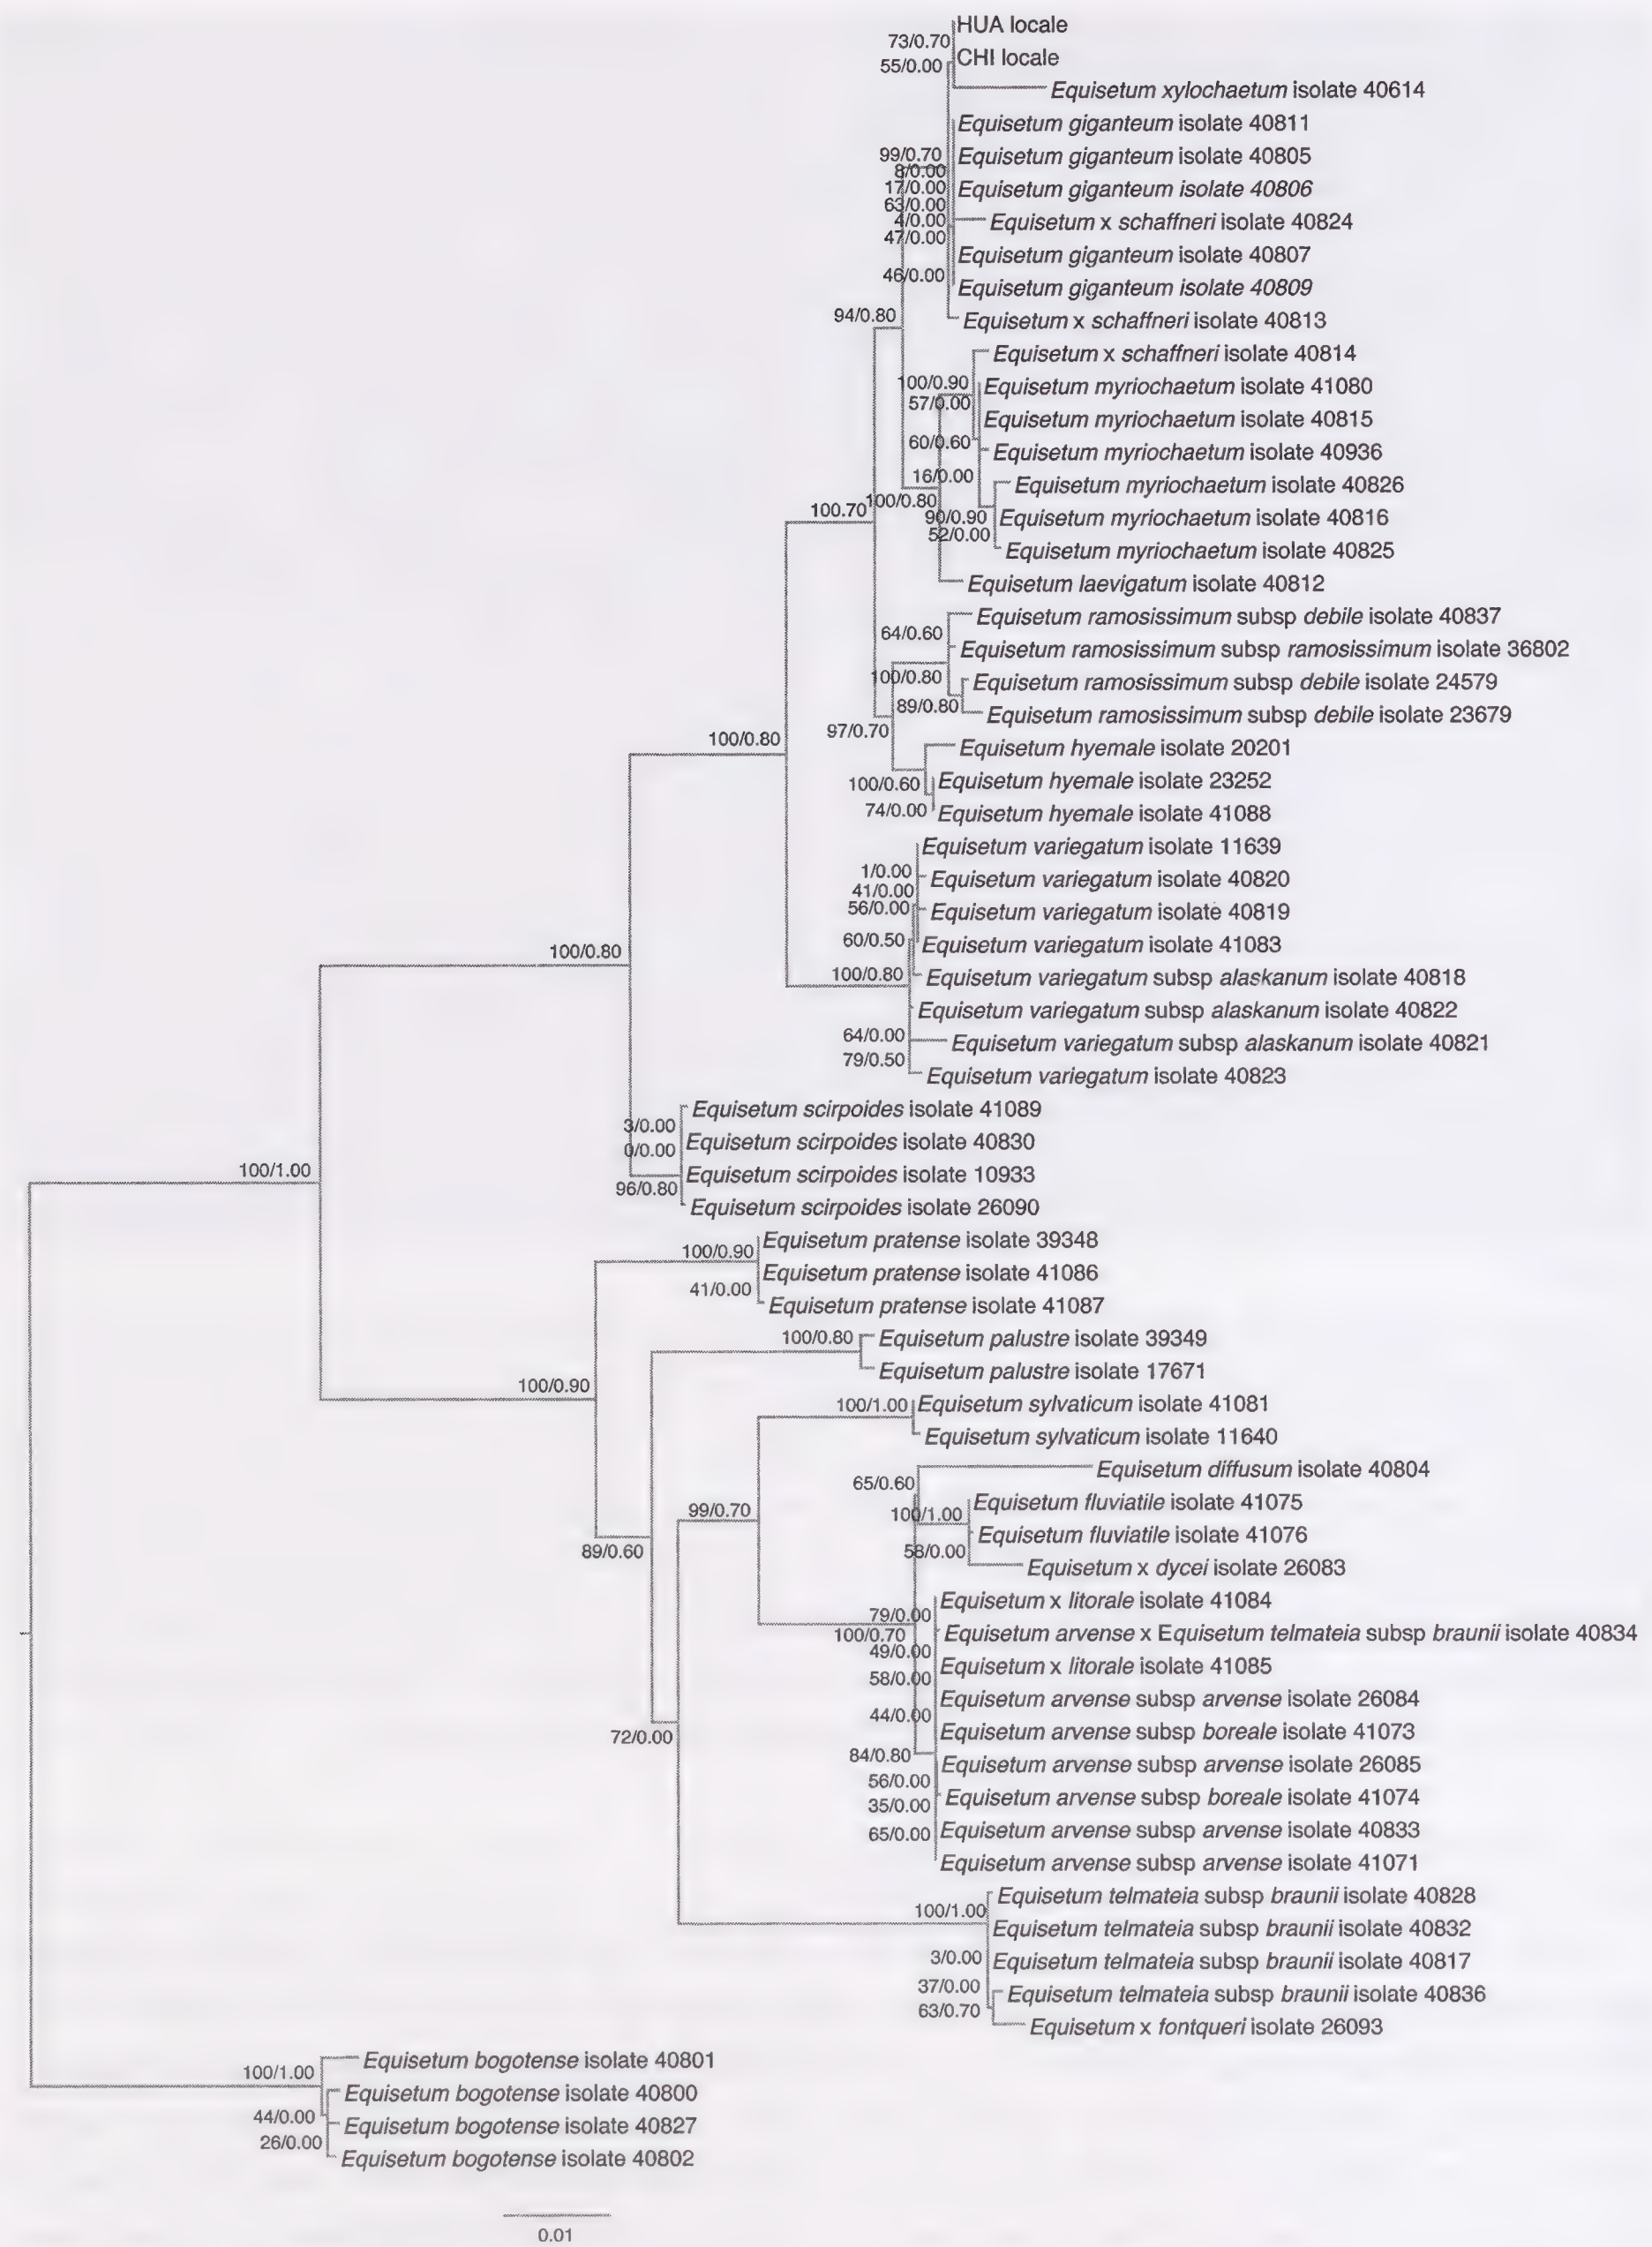 HUA locale
73/0.70
CHI locale
55/0.00
Equisetum xylochaetum isolate 40614
Equisetum giganteum isolate 40811
99/0.70
Equisetum giganteum isolate 40805
8/0.00
17/0.00
Equisetum giganteum isolate 40806
63/0.00
4/0.00
Equisetum x schaffneri isolate 40824
47/0.00
Equisetum giganteum isolate 40807
46/0.00
Equisetum giganteum isolate 40809
94/0.80
Equisetum x schaffneri isolate 40813
Equisetum x schaffneri isolate 40814
100/0.90
Equisetum myriochaetum isolate 41080
57/0.00
Equisetum myriochaetum isolate 40815
60/0.60
Equisetum myriochaetum isolate 40936
16/0.00
Equisetum myriochaetum isolate 40826
100/0.80
100.70
90/0.90
Equisetum myriochaetum isolate 40816
52/0.00
Equisetum myriochaetum isolate 40825
Equisetum laevigatum isolate 40812
Equisetum ramosissimum subsp debile isolate 40837
64/0.60
Equisetum ramosissimum subsp ramosissimum isolate 36802
100/0.80
Equisetum ramosissimum subsp debile isolate 24579
89/0.80
Equisetum ramosissimum subsp debile isolate 23679
97/0.70
100/0.80
Equisetum hyemale isolate 20201
100/0.60
Equisetum hyemale isolate 23252
74/0.00
Equisetum hyemale isolate 41088
Equisetum variegatum isolate 11639
1/0.00
Equisetum variegatum isolate 40820
41/0.00
56/0.00
Equisetum variegatum isolate 40819
60/0.50
Equisetum variegatum isolate 41083
100/0.80
100/0.80
Equisetum variegatum subsp alaskanum isolate 40818
Equisetum variegatum subsp alaskanum isolate 40822
64/0.00
Equisetum variegatum subsp alaskanum isolate 40821
79/0.50
Equisetum variegatum isolate 40823
Equisetum scirpoides isolate 41089
3/0.00
Equisetum scirpoides isolate 40830
0/0.00
100/1.00
Equisetum scirpoides isolate 10933
96/0.80
Equisetum scirpoides isolate 26090
Equisetum pratense isolate 39348
100/0.90
Equisetum pratense isolate 41086
41/0.00
Equisetum pratense isolate 41087
100/0.80
Equisetum palustre isolate 39349
Equisetum palustre isolate 17671
100/0.90
100/1.00
Equisetum sylvaticum isolate 41081
Equisetum sylvaticum isolate 11640
Equisetum diffusum isolate 40804
65/0.60
Equisetum fluviatile isolate 41075
99/0.70
100/1.00
Equisetum fluviatile isolate 41076
89/0.60
58/0.00
Equisetum x dycei isolate 26083
Equisetum x litorale isolate 41084
79/0.00
100/0.70
Equisetum arvense x Equisetum telmateia subsp braunii isolate 40834
49/0.00
Equisetum x litorale isolate 41085
58/0.00
Equisetum arvense subsp arvense isolate 26084
44/0.00
72/0.00
Equisetum arvense subsp boreale isolate 41073
84/0.80
Equisetum arvense subsp arvense isolate 26085
56/0.00
Equisetum arvense subsp boreale isolate 41074
35/0.00
65/0.00
Equisetum arvense subsp arvense isolate 40833
Equisetum arvense subsp arvense isolate 41071
Equisetum telmateia subsp braunii isolate 40828
100/1.00
Equisetum telmateia subsp braunii isolate 40832
3/0.00
Equisetum telmateia subsp braunii isolate 40817
37/0.00
Equisetum telmateia subsp braunii isolate 40836
63/0.70
Equisetum x fontqueri isolate 26093
Equisetum bogotense isolate 40801
100/1.00
Equisetum bogotense isolate 40800
44/0.00
Equisetum bogotense isolate 40827
26/0.00
Equisetum bogotense isolate 40802
0.01